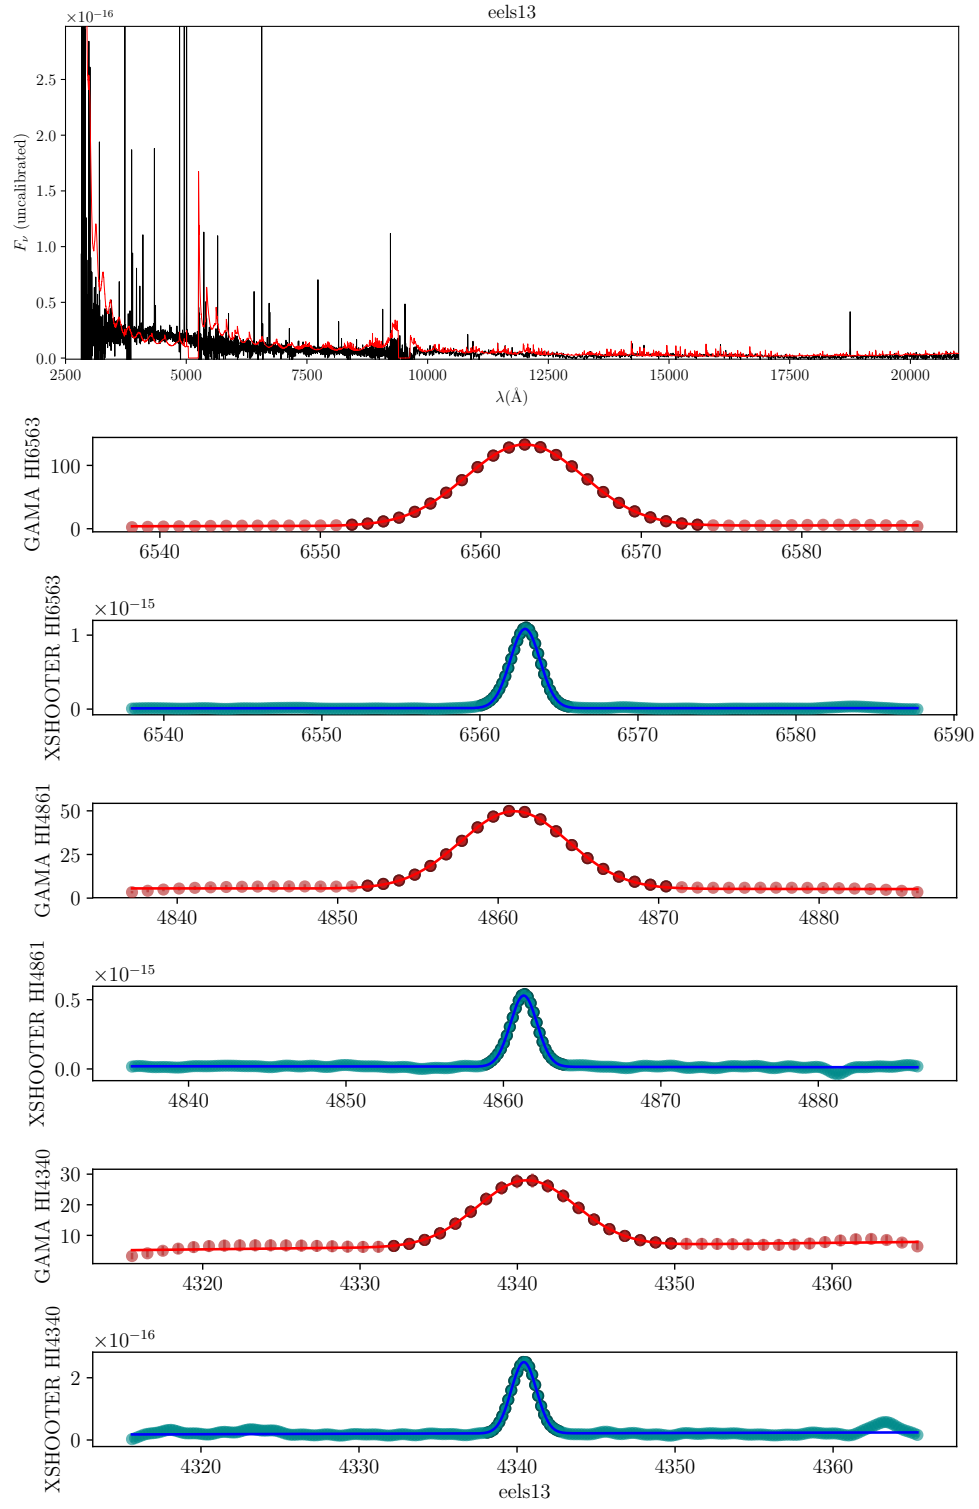 eels13
×10−16
2.5
2.0
1.5
1.0
0.5
0.0
Fν (uncalibrated)
2500 5000 7500 10000 12500 15000 17500 20000
λ(Å)
GAMA HI6563
100
0
6540 6550 6560 6570 6580
XSHOOTER HI6563
×10−15
1
0
6540 6550 6560 6570 6580 6590
GAMA HI4861
50
25
0
4840 4850 4860 4870 4880
XSHOOTER HI4861
×10−15
0.5
0.0
4840 4850 4860 4870 4880
GAMA HI4340
30
20
10
4320 4330 4340 4350 4360
XSHOOTER HI4340
×10−16
2
0
4320 4330 4340 4350 4360
eels13